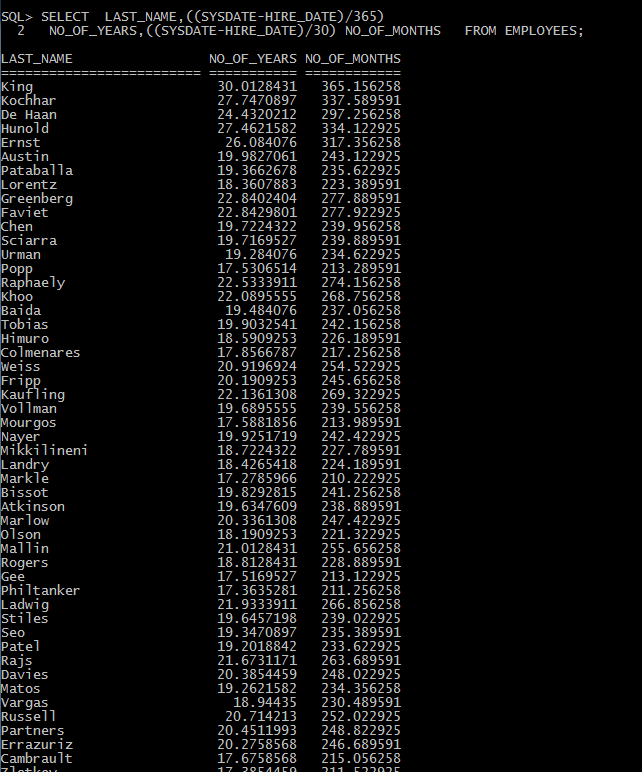 SQL> SELECT  LAST_NAME,((SYSDATE-HIRE_DATE)/365)
  2   NO_OF_YEARS,((SYSDATE-HIRE_DATE)/30) NO_OF_MONTHS   FROM EMPLOYEES;
LAST_NAME                 NO_OF_YEARS NO_OF_MONTHS
========================= =========== ============
King                       30.0128431   365.156258
Kochhar                    27.7470897   337.589591
De Haan                    24.4320212   297.256258
Hunold                     27.4621582   334.122925
Ernst                       26.084076   317.356258
Austin                     19.9827061   243.122925
Pataballa                  19.3662678   235.622925
Lorentz                    18.3607883   223.389591
Greenberg                  22.8402404   277.889591
Faviet                     22.8429801   277.922925
Chen                       19.7224322   239.956258
Sciarra                    19.7169527   239.889591
Urman                       19.284076   234.622925
Popp                       17.5306514   213.289591
Raphaely                   22.5333911   274.156258
Khoo                       22.0895555   268.756258
Baida                       19.484076   237.056258
Tobias                     19.9032541   242.156258
Himuro                     18.5909253   226.189591
Colmenares                 17.8566787   217.256258
Weiss                      20.9196924   254.522925
Fripp                      20.1909253   245.656258
Kaufling                   22.1361308   269.322925
Vollman                    19.6895555   239.556258
Mourgos                    17.5881856   213.989591
Nayer                      19.9251719   242.422925
Mikkilineni                18.7224322   227.789591
Landry                     18.4265418   224.189591
Markle                     17.2785966   210.222925
Bissot                     19.8292815   241.256258
Atkinson                   19.6347609   238.889591
Marlow                     20.3361308   247.422925
Olson                      18.1909253   221.322925
Mallin                     21.0128431   255.656258
Rogers                     18.8128431   228.889591
Gee                        17.5169527   213.122925
Philtanker                 17.3635281   211.256258
Ladwig                     21.9333911   266.856258
Stiles                     19.6457198   239.022925
Seo                        19.3470897   235.389591
Patel                      19.2018842   233.622925
Rajs                       21.6731171   263.689591
Davies                     20.3854459   248.022925
Matos                      19.2621582   234.356258
Vargas                       18.94435   230.489591
Russell                     20.714213   252.022925
Partners                   20.4511993   248.822925
Errazuriz                  20.2758568   246.689591
Cambrault                  17.6758568   215.056258
Zlotkey                    17.3854459   211.522925